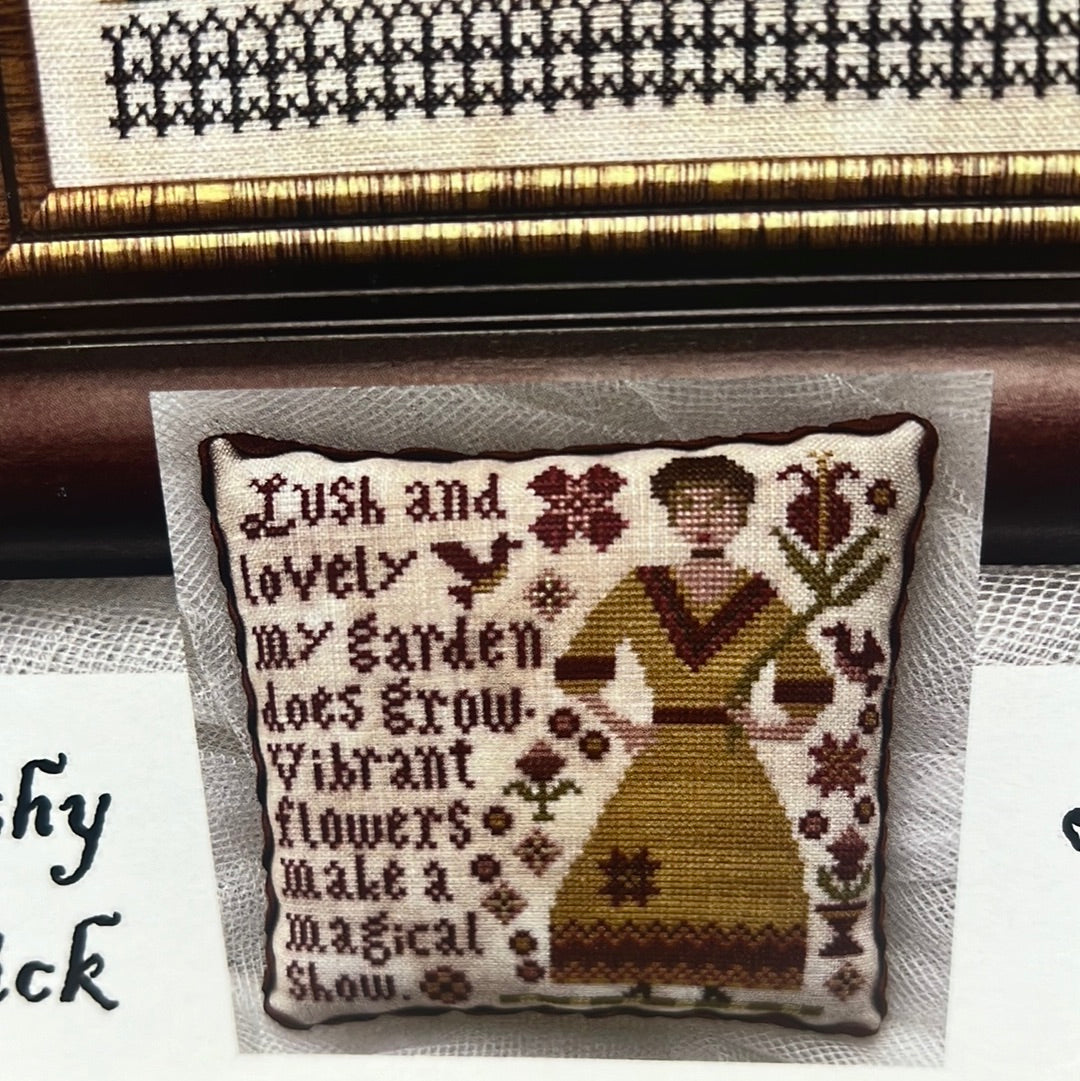 Lush and
lovely
my garden
does grow.
Vibrant
flowers
make a
magical
show.